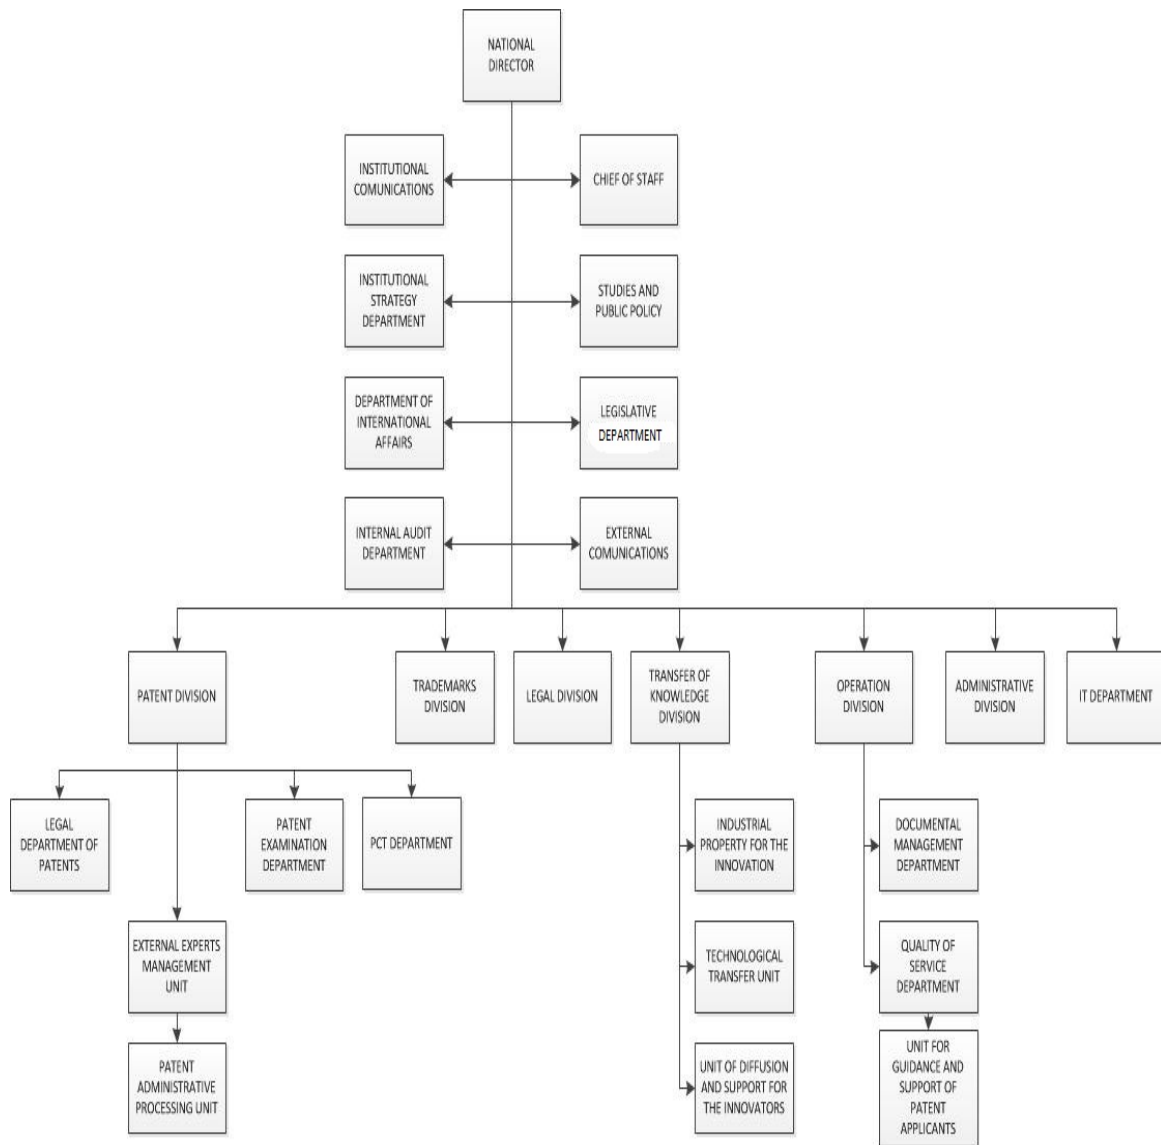 NATIONAL
DIRECTOR
INSTITUTIONAL
COMUNICATIONS
CHIEF OF STAFF
INSTITUTIONAL
STRATEGY
DEPARTMENT
STUDIES AND
PUBLIC POLICY
DEPARTMENT OF
INTERNATIONAL
AFFAIRS
LEGISLATIVE
DEPARTMENT
INTERNAL AUDIT
DEPARTMENT
EXTERNAL
COMUNICATIONS
PATENT DIVISION
TRADEMARKS
DIVISION
LEGAL DIVISION
TRANSFER OF
KNOWLEDGE
DIVISION
OPERATION
DIVISION
ADMINISTRATIVE
DIVISION
IT DEPARTMENT
LEGAL
DEPARTMENT OF
PATENTS
PATENT
EXAMINATION
DEPARTMENT
PCT DEPARTMENT
INDUSTRIAL
PROPERTY FOR THE
INNOVATION
DOCUMENTAL
MANAGEMENT
DEPARTMENT
EXTERNAL EXPERTS
MANAGEMENT
UNIT
TECHNOLOGICAL
TRANSFER UNIT
QUALITY OF
SERVICE
DEPARTMENT
PATENT
ADMINISTRATIVE
PROCESSING UNIT
UNIT OF DIFFUSION
AND SUPPORT FOR
THE INNOVATORS
UNIT FOR
GUIDANCE AND
SUPPORT OF
PATENT
APPLICANTS